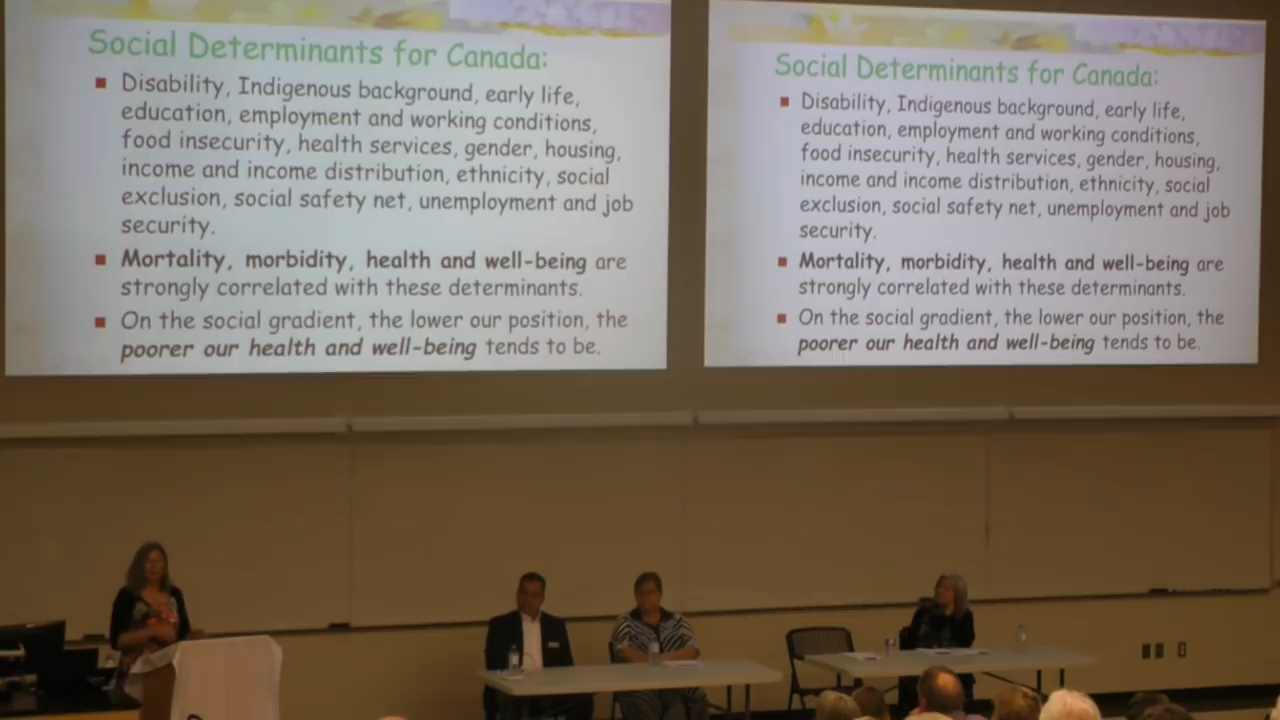 Social Determinants for Canada:
Disability, Indigenous background, early life,
education, employment and working conditions,
food insecurity, health services, gender, housing,
income and income distribution, ethnicity, social
exclusion, social safety net, unemployment and job
security.
Mortality, morbidity, health and well-being are
strongly correlated with these determinants.
On the social gradient, the lower our position, the
poorer our health and well-being tends to be.
Social Determinants for Canada:
Disability, Indigenous background, early life,
education, employment and working conditions,
food insecurity, health services, gender, housing,
income and income distribution, ethnicity, social
exclusion, social safety net, unemployment and job
security.
Mortality, morbidity, health and well-being are
strongly correlated with these determinants.
On the social gradient, the lower our position, the
poorer our health and well-being tends to be.